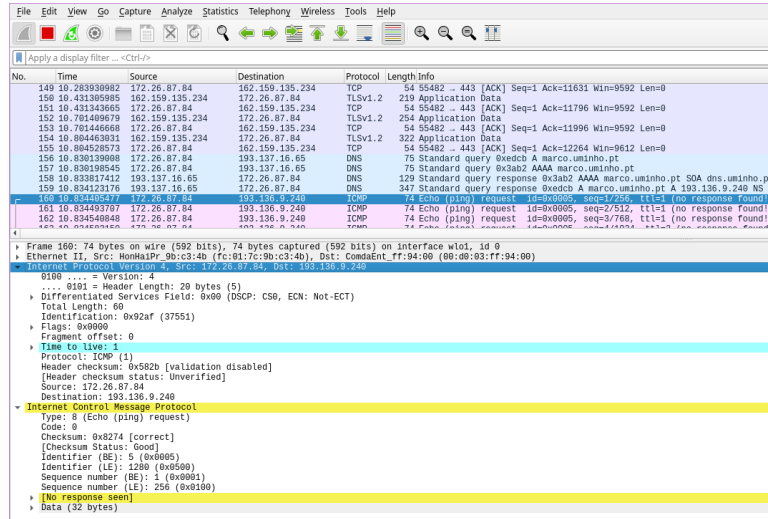 File Edit View Go Capture Analyze Statistics Telephony Wireless Tools Help
Apply a display filter ... <Ctrl-/>
No. Time Source Destination Protocol Length Info
149 10.283930982 172.26.87.84 162.159.135.234 TCP 54 55482 → 443 [ACK] Seq=1 Ack=11631 Win=9592 Len=0
150 10.431305985 162.159.135.234 172.26.87.84 TLSv1.2 219 Application Data
151 10.431343665 172.26.87.84 162.159.135.234 TCP 54 55482 → 443 [ACK] Seq=1 Ack=11796 Win=9592 Len=0
152 10.701409679 162.159.135.234 172.26.87.84 TLSv1.2 254 Application Data
153 10.701446668 172.26.87.84 162.159.135.234 TCP 54 55482 → 443 [ACK] Seq=1 Ack=11996 Win=9592 Len=0
154 10.804463031 162.159.135.234 172.26.87.84 TLSv1.2 322 Application Data
155 10.804528573 172.26.87.84 162.159.135.234 TCP 54 55482 → 443 [ACK] Seq=1 Ack=12264 Win=9612 Len=0
156 10.830139008 172.26.87.84 193.137.16.65 DNS 75 Standard query 0xedcb A marco.uminho.pt
157 10.830198545 172.26.87.84 193.137.16.65 DNS 75 Standard query 0x3ab2 AAAA marco.uminho.pt
158 10.833817412 193.137.16.65 172.26.87.84 DNS 129 Standard query response 0x3ab2 AAAA marco.uminho.pt SOA dns.uminho.
159 10.834123176 193.137.16.65 172.26.87.84 DNS 347 Standard query response 0xedcb A marco.uminho.pt A 193.136.9.240 NS
160 10.834405477 172.26.87.84 193.136.9.240 ICMP 74 Echo (ping) request id=0x0005, seq=1/256, ttl=1 (no response found!
161 10.834493707 172.26.87.84 193.136.9.240 ICMP 74 Echo (ping) request id=0x0005, seq=2/512, ttl=1 (no response found!
162 10.834540848 172.26.87.84 193.136.9.240 ICMP 74 Echo (ping) request id=0x0005, seq=3/768, ttl=1 (no response found!
Frame 160: 74 bytes on wire (592 bits), 74 bytes captured (592 bits) on interface wlo1, id 0
Ethernet II, Src: HonHaiPr_9b:c3:4b (fc:01:7c:9b:c3:4b), Dst: ComdaEnt_ff:94:00 (00:d0:03:ff:94:00)
Internet Protocol Version 4, Src: 172.26.87.84, Dst: 193.136.9.240
0100 .... = Version: 4
.... 0101 = Header Length: 20 bytes (5)
Differentiated Services Field: 0x00 (DSCP: CS0, ECN: Not-ECT)
Total Length: 60
Identification: 0x92af (37551)
Flags: 0x0000
Fragment offset: 0
Time to live: 1
Protocol: ICMP (1)
Header checksum: 0x582b [validation disabled]
[Header checksum status: Unverified]
Source: 172.26.87.84
Destination: 193.136.9.240
Internet Control Message Protocol
Type: 8 (Echo (ping) request)
Code: 0
Checksum: 0x8274 [correct]
[Checksum Status: Good]
Identifier (BE): 5 (0x0005)
Identifier (LE): 1280 (0x0500)
Sequence number (BE): 1 (0x0001)
Sequence number (LE): 256 (0x0100)
[No response seen]
Data (32 bytes)